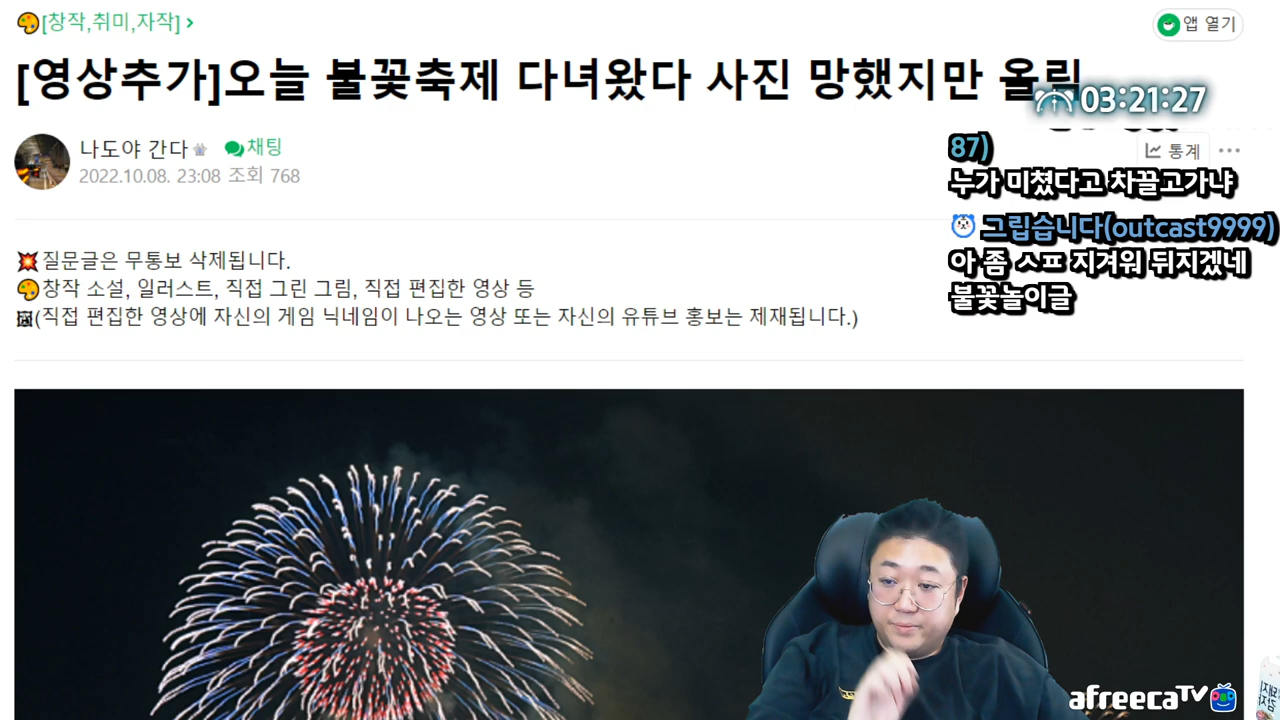 [창작,취미,자작] >
앱 열기
[영상추가]오늘 불꽃축제 다녀왔다 사진 망했지만 올림
03:21:27
나도야 간다 채팅
2022.10.08. 23:08 조회 768
통계
87)
누가 미쳤다고 차끌고가냐
그립습니다(outcast9999)
아 좀 ㅅㅍ 지겨워 뒤지겠네
불꽃놀이글
질문글은 무통보 삭제됩니다.
창작 소설, 일러스트, 직접 그린 그림, 직접 편집한 영상 등
(직접 편집한 영상에 자신의 게임 닉네임이 나오는 영상 또는 자신의 유튜브 홍보는 제재됩니다.)
afreecaTV